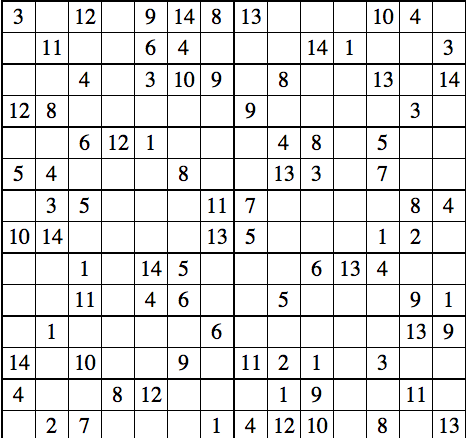 3 12 9 14 8 13 10 4
11 6 4 14 1 3
4 3 10 9 8 13 14
12 8 9 3
6 12 1 4 8 5
5 4 8 13 3 7
3 5 11 7 8 4
10 14 13 5 1 2
1 14 5 6 13 4
11 4 6 5 9 1
1 6 13 9
14 10 9 11 2 1 3
4 8 12 1 9 11
2 7 1 4 12 10 8 13